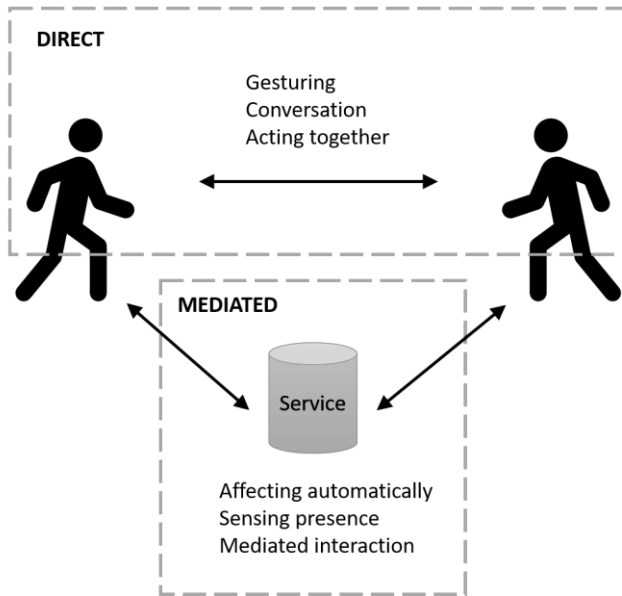 DIRECT
Gesturing
Conversation
Acting together
MEDIATED
Service
Affecting automatically
Sensing presence
Mediated interaction